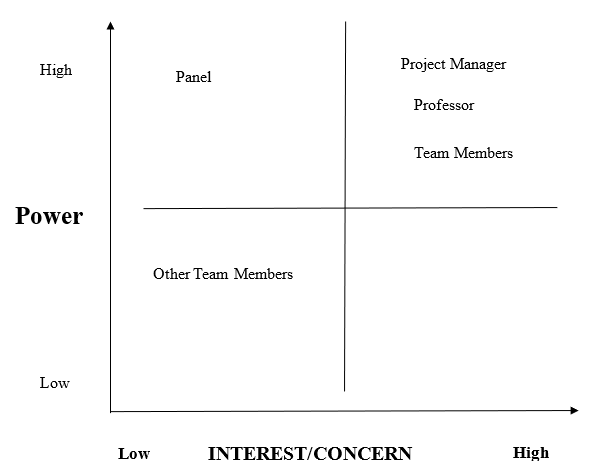 High
Panel
Project Manager
Professor
Team Members
Power
Other Team Members
Low
Low
INTEREST/CONCERN
High